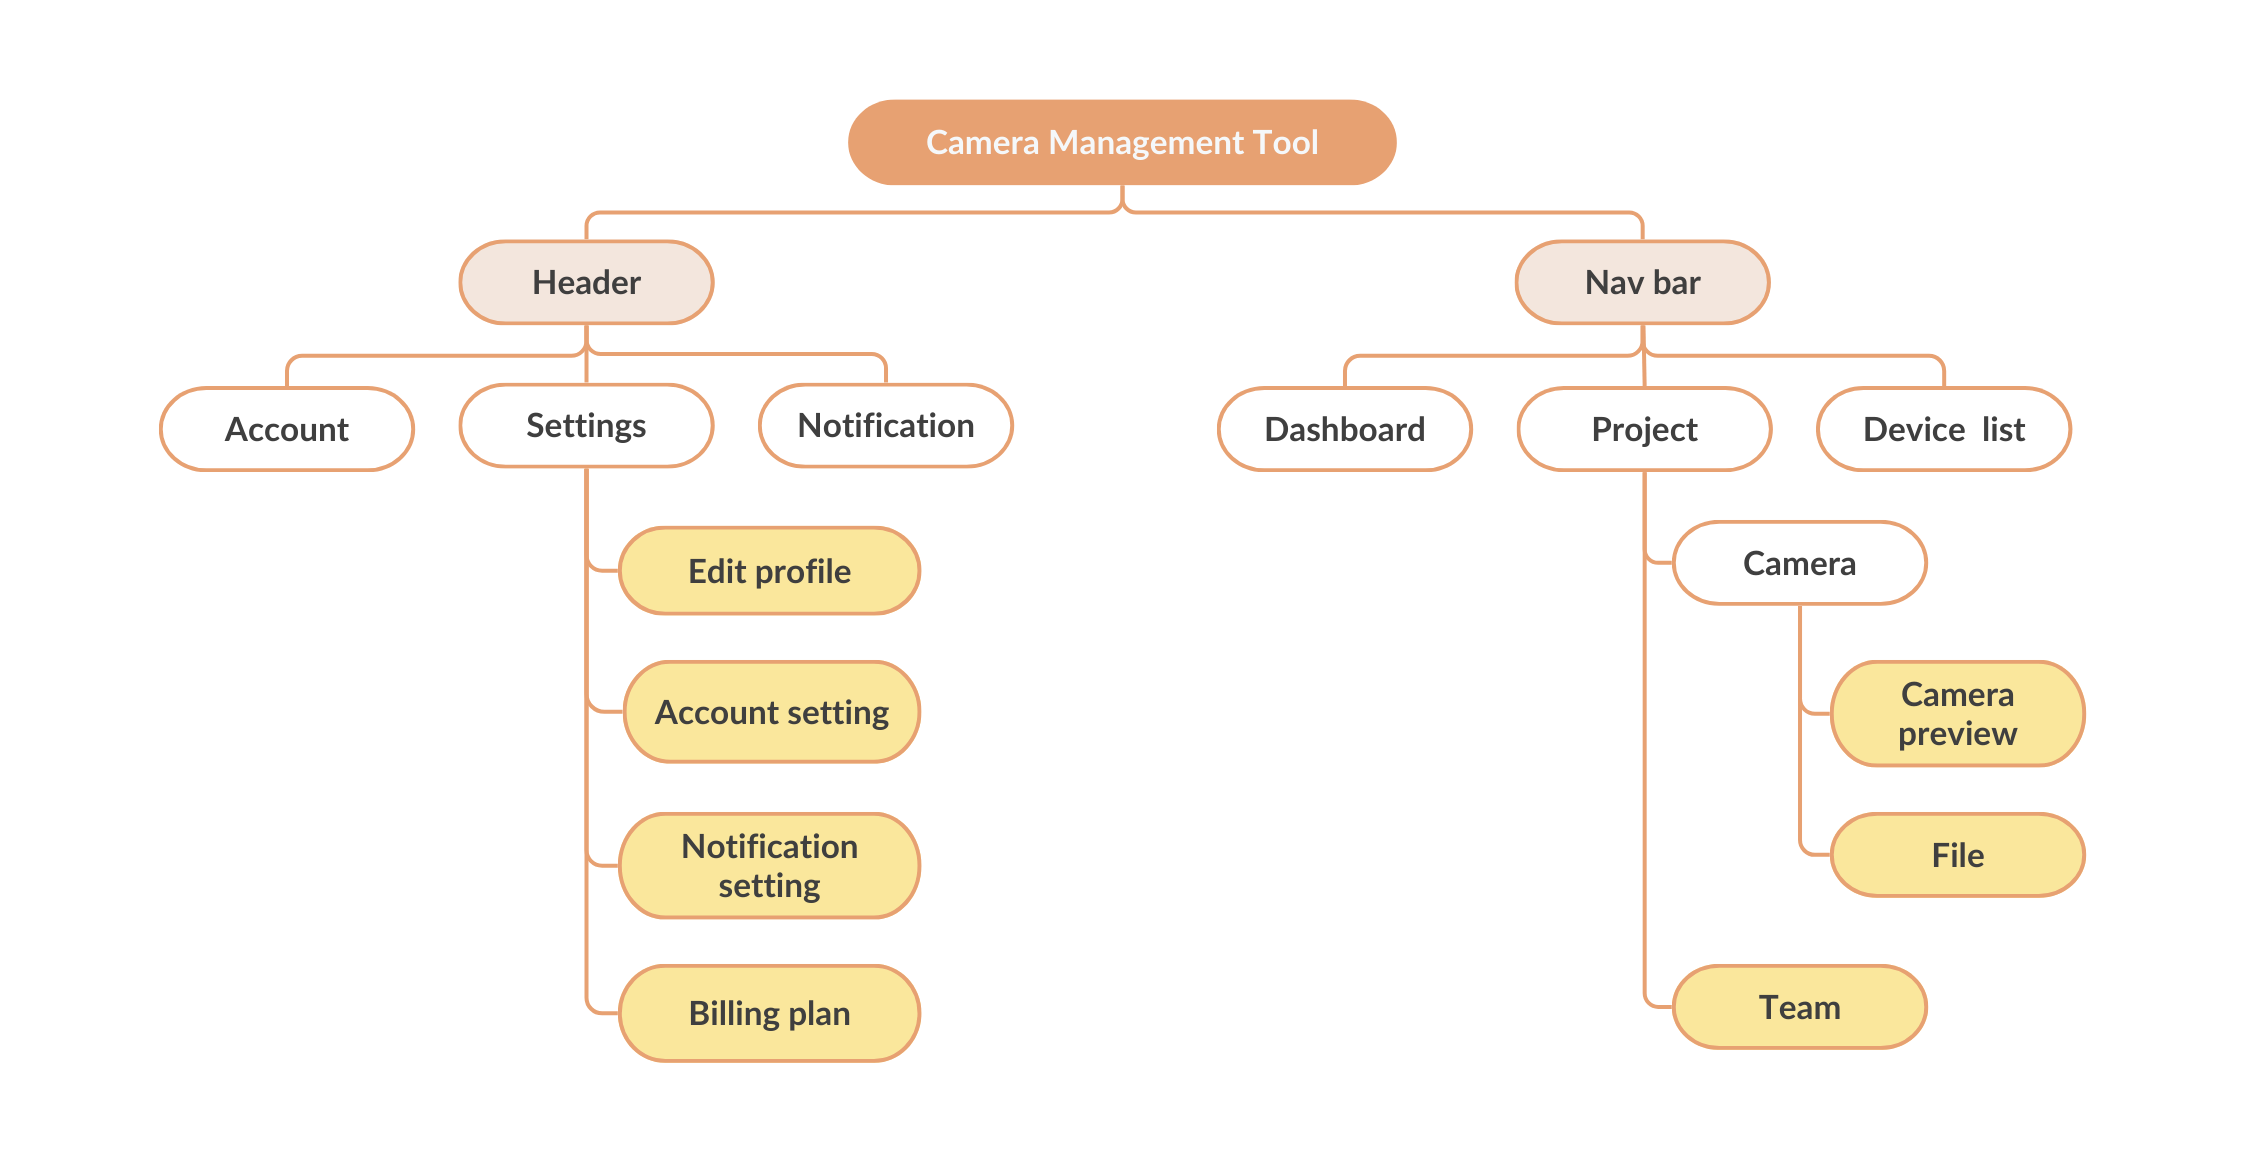 Camera Management Tool
Header
Nav bar
Account
Settings
Notification
Dashboard
Project
Device  list
Edit profile
Camera
Account setting
Camera
preview
Notification
setting
File
Billing plan
Team